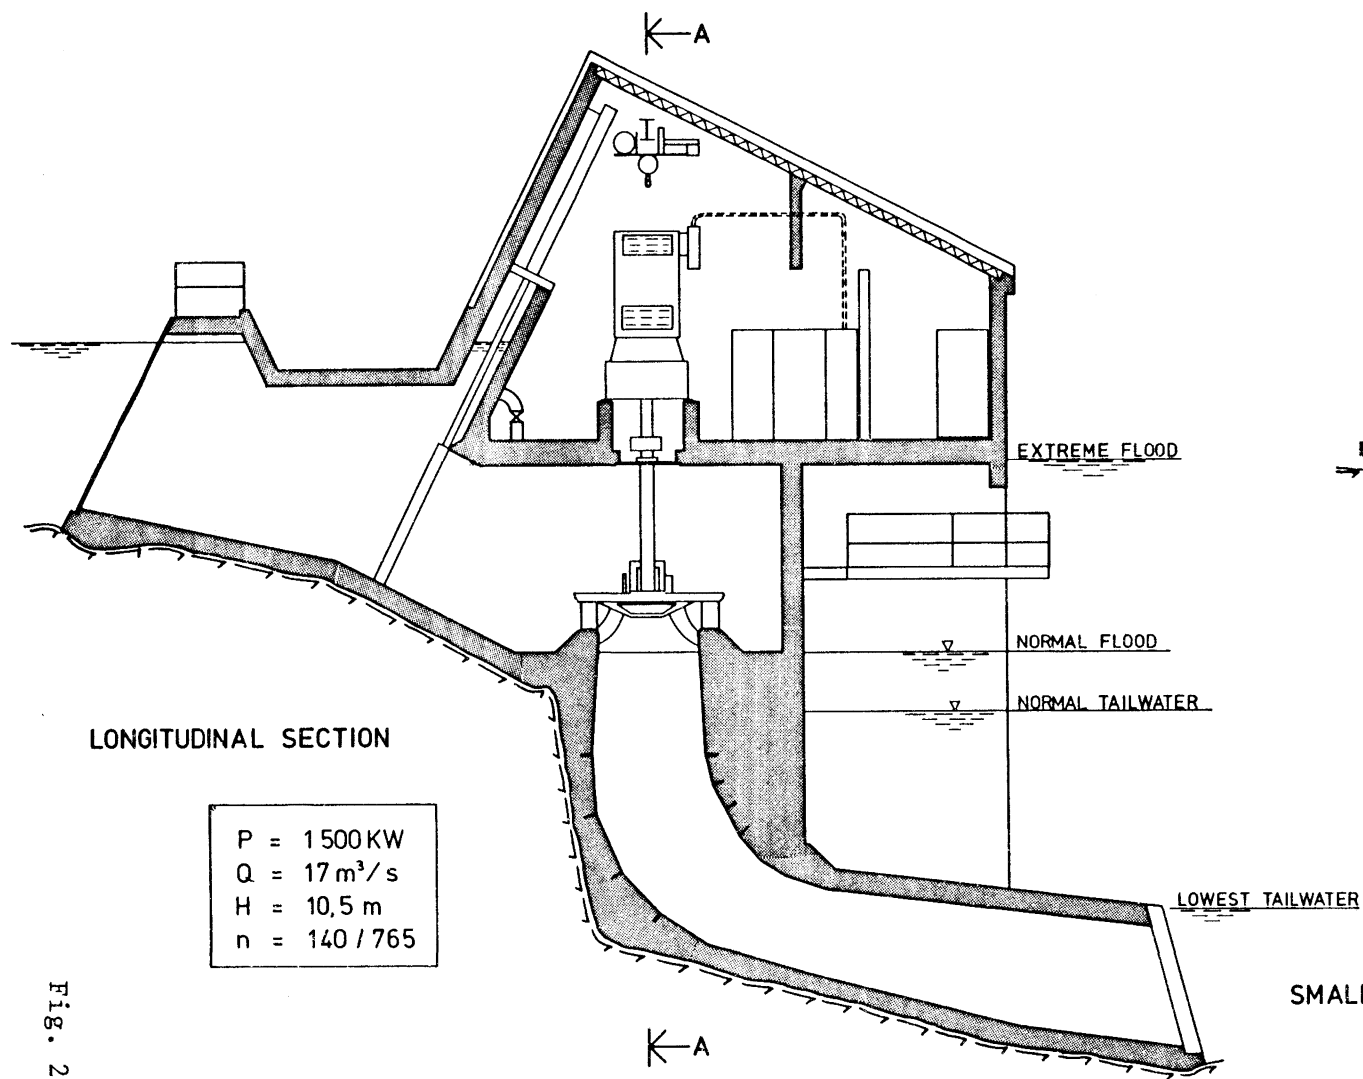 A
EXTREME FLOOD
NORMAL FLOOD
NORMAL TAILWATER
LONGITUDINAL SECTION
P = 1500 KW
Q = 17 m³/s
H = 10,5 m
n = 140 / 765
LOWEST TAILWATER
SMALL
A
Fig. 2